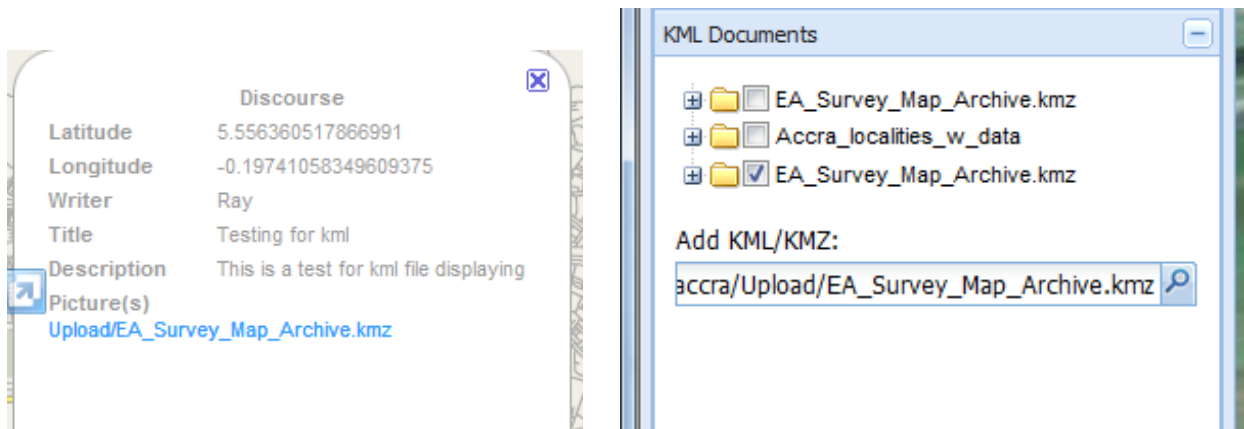 Discourse
Latitude 5.556360517866991
Longitude -0.19741058349609375
Writer Ray
Title Testing for kml
Description This is a test for kml file displaying
Picture(s)
Upload/EA_Survey_Map_Archive.kmz
KML Documents
EA_Survey_Map_Archive.kmz
Accra_localities_w_data
EA_Survey_Map_Archive.kmz
Add KML/KMZ:
accra/Upload/EA_Survey_Map_Archive.kmz